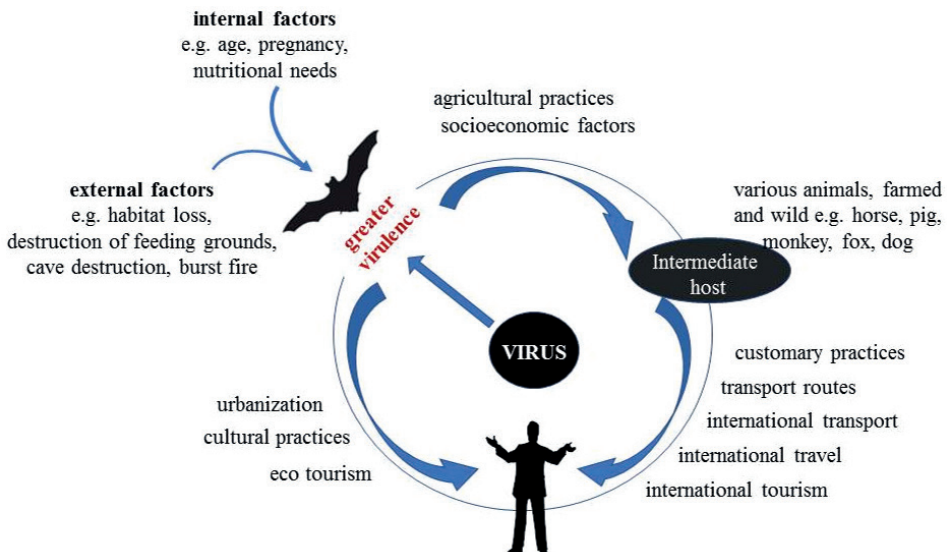 internal factors
e.g. age, pregnancy,
nutritional needs
agricultural practices
socioeconomic factors
external factors
e.g. habitat loss,
destruction of feeding grounds,
cave destruction, burst fire
greater
virulence
various animals, farmed
and wild e.g. horse, pig,
monkey, fox, dog
Intermediate
host
VIRUS
customary practices
transport routes
international transport
international travel
international tourism
urbanization
cultural practices
eco tourism